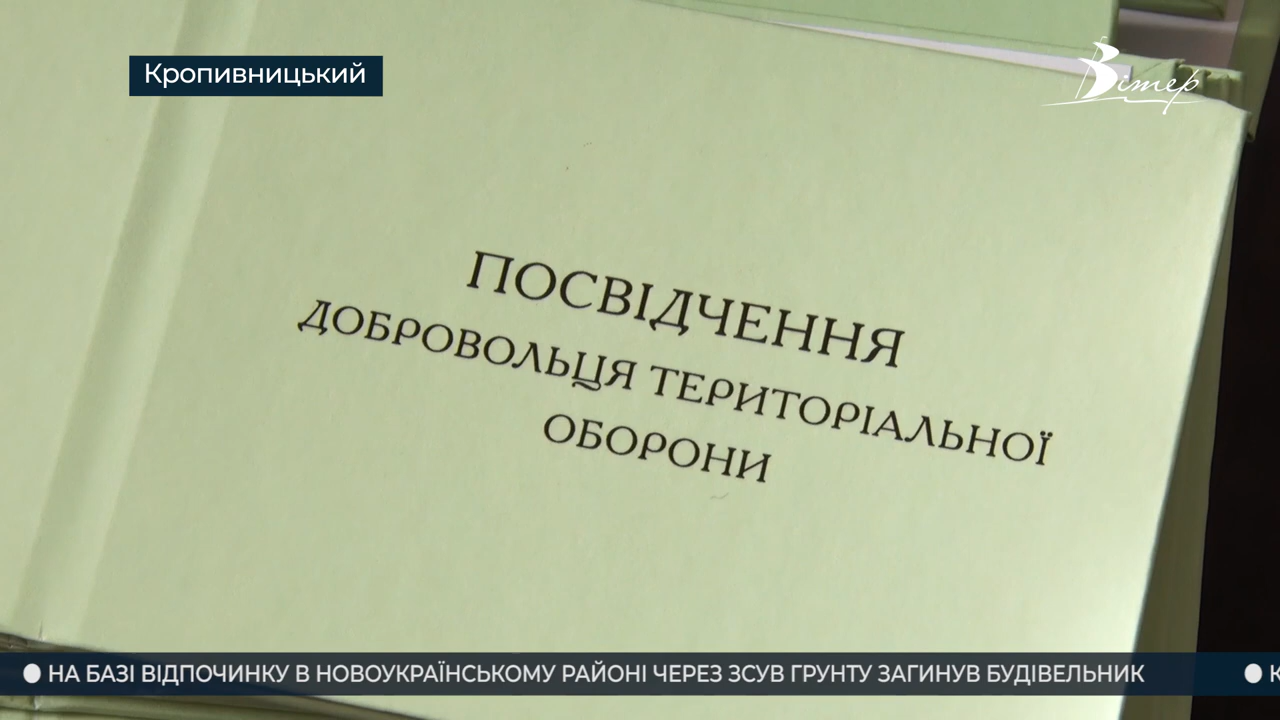 Кропивницький
Вітер
ПОСВІДЧЕННЯ
ДОБРОВОЛЬЦЯ ТЕРИТОРІАЛЬНОЇ
ОБОРОНИ
НА БАЗІ ВІДПОЧИНКУ В НОВОУКРАЇНСЬКОМУ РАЙОНІ ЧЕРЕЗ ЗСУВ ГРУНТУ ЗАГИНУВ БУДІВЕЛЬНИК